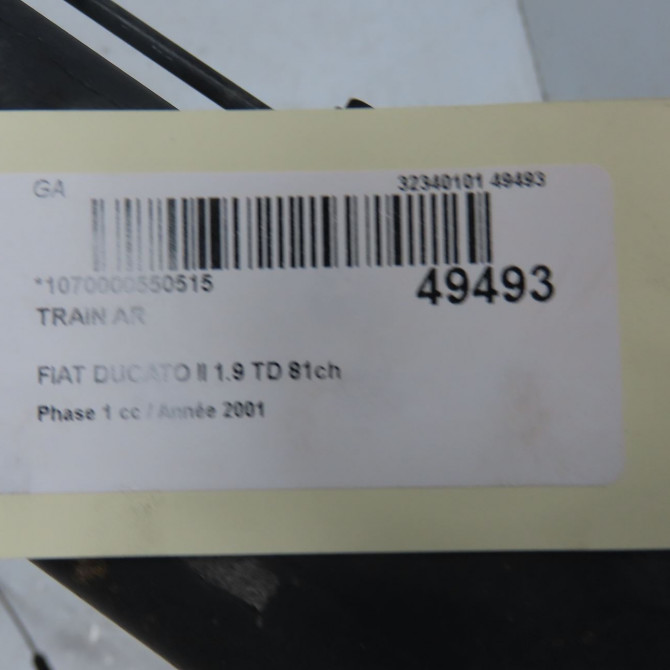 GA
32340101 49493
*1070000550515
49493
TRAIN AR
FIAT DUCATO II 1.9 TD 81ch
Phase 1 cc / Année 2001